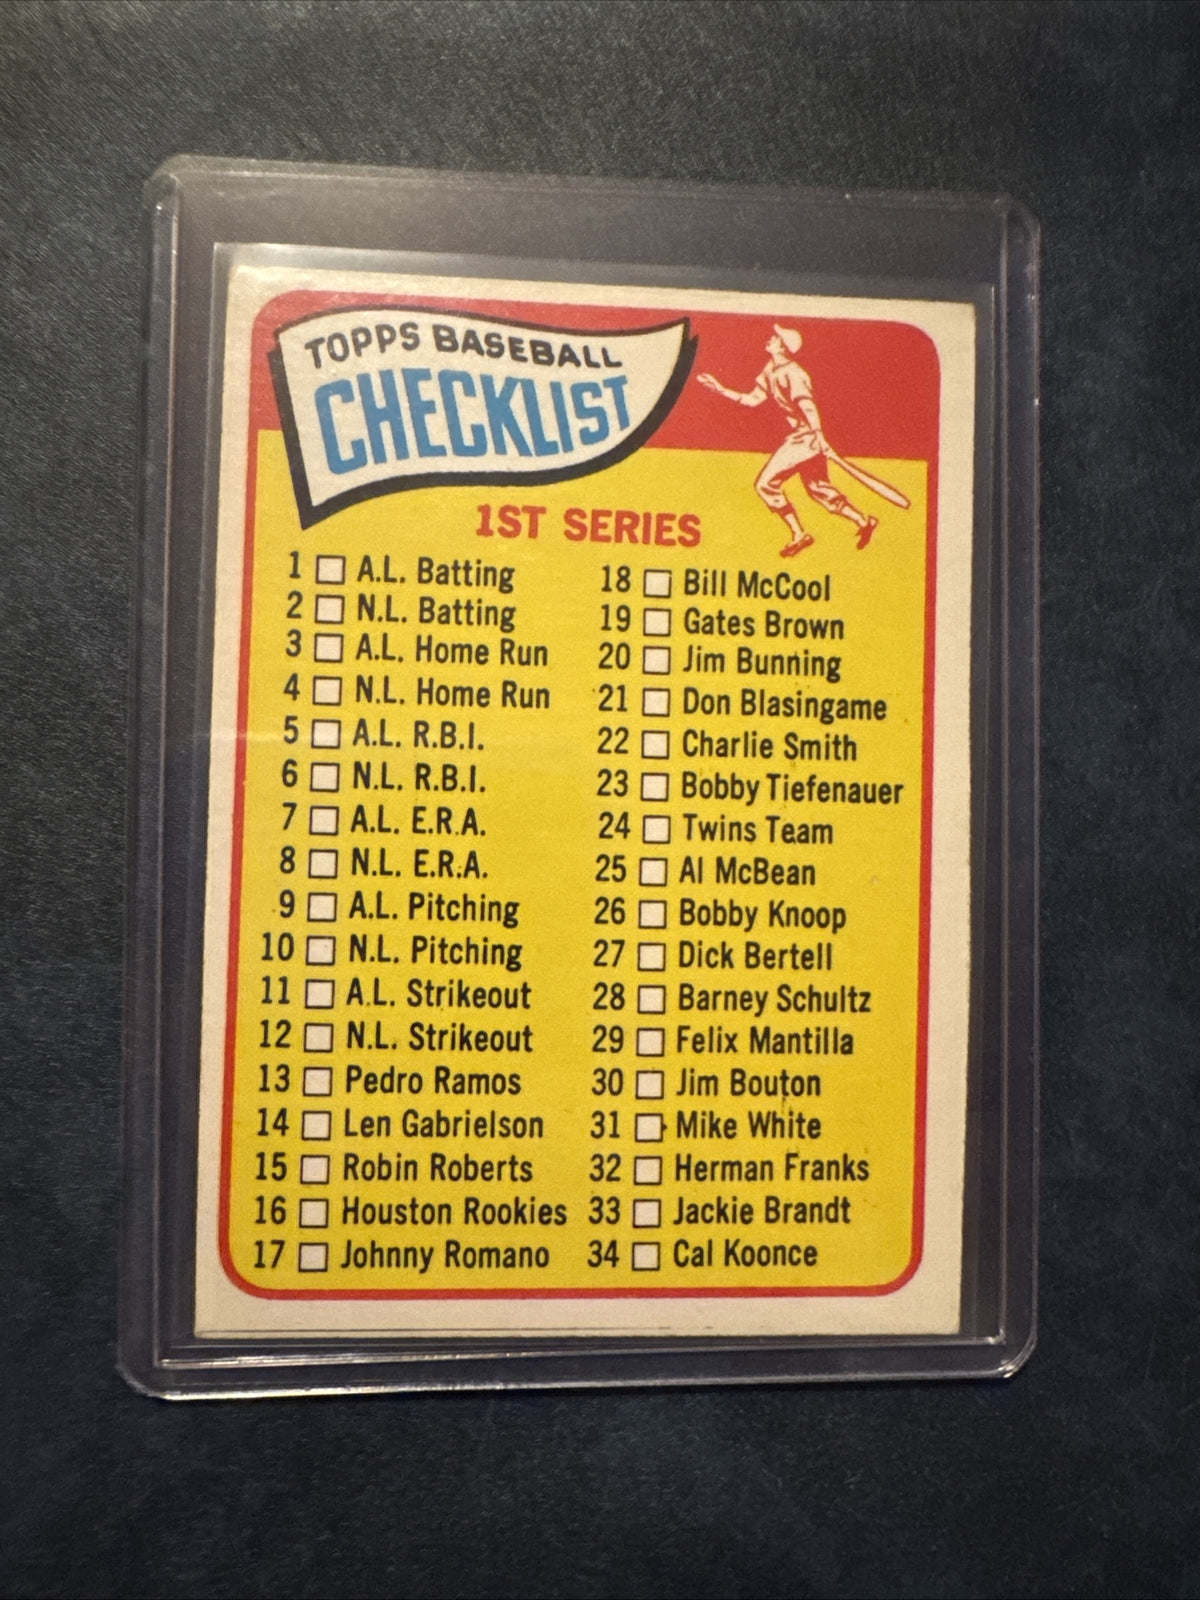 TOPPS BASEBALL
CHECKLIST
1ST SERIES
1 A.L. Batting
2 N.L. Batting
3 A.L. Home Run
4 N.L. Home Run
5 A.L. R.B.I.
6 N.L. R.B.I.
7 A.L. E.R.A.
8 N.L. E.R.A.
9 A.L. Pitching
10 N.L. Pitching
11 A.L. Strikeout
12 N.L. Strikeout
13 Pedro Ramos
14 Len Gabrielson
15 Robin Roberts
16 Houston Rookies
17 Johnny Romano
18 Bill McCool
19 Gates Brown
20 Jim Bunning
21 Don Blasingame
22 Charlie Smith
23 Bobby Tiefenauer
24 Twins Team
25 Al McBean
26 Bobby Knoop
27 Dick Bertell
28 Barney Schultz
29 Felix Mantilla
30 Jim Bouton
31 Mike White
32 Herman Franks
33 Jackie Brandt
34 Cal Koonce